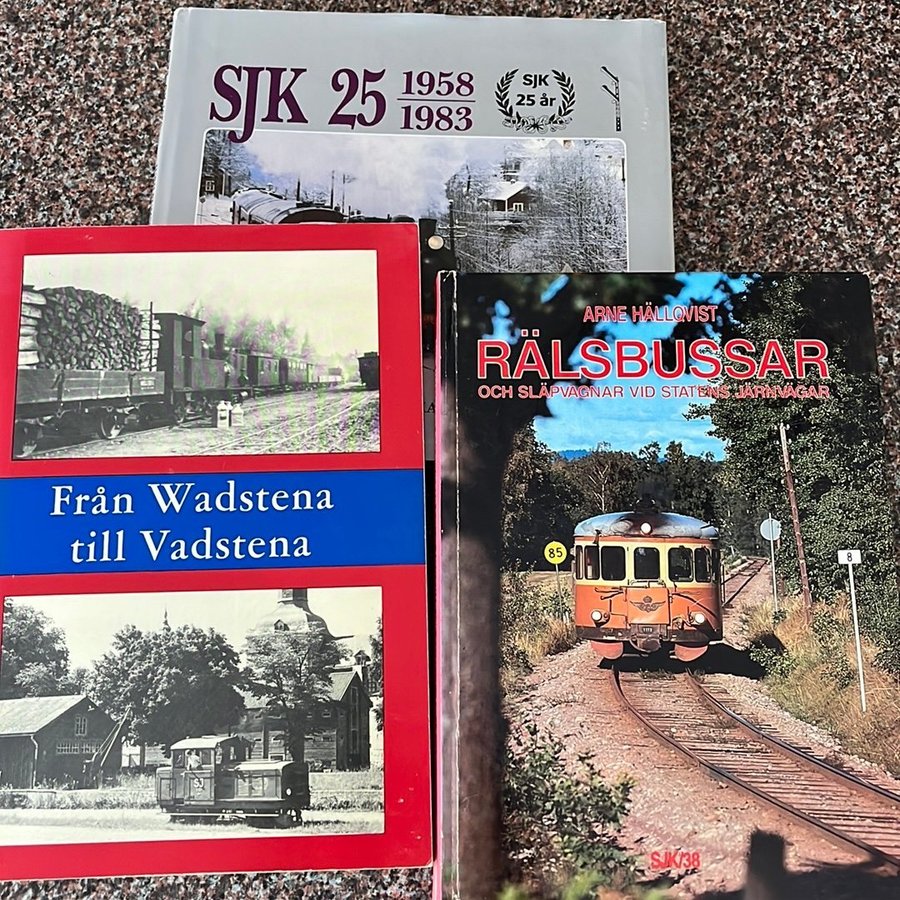 SJK 25 1958
1983
SJK
25 år
Från Wadstena
till Vadstena
ARNE HÄLLQVIST
RÄLSBUSSAR
OCH SLÄPVAGNAR VID STATENS JÄRNVÄGAR
85
8
SJK/38